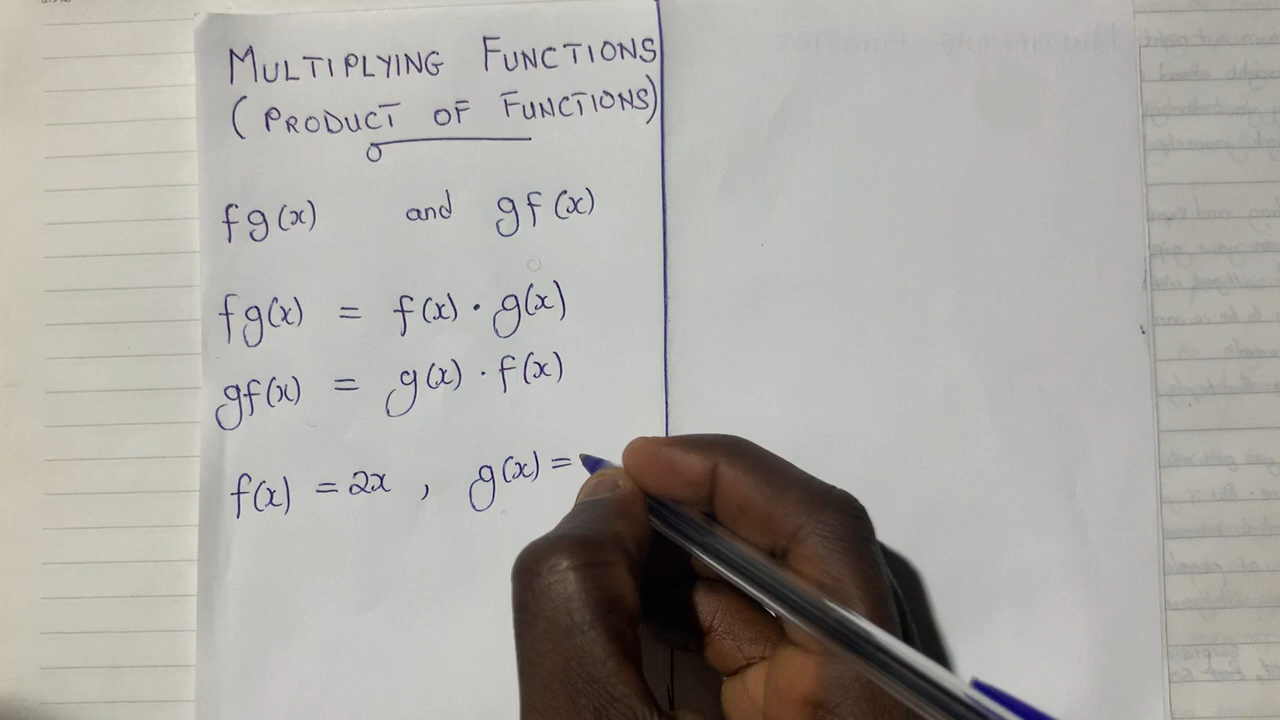 MULTIPLYING FUNCTIONS
(PRODUCT OF FUNCTIONS)
fg(x) and gf(x)
fg(x) = f(x) · g(x)
gf(x) = g(x) · f(x)
f(x) = 2x , g(x) =